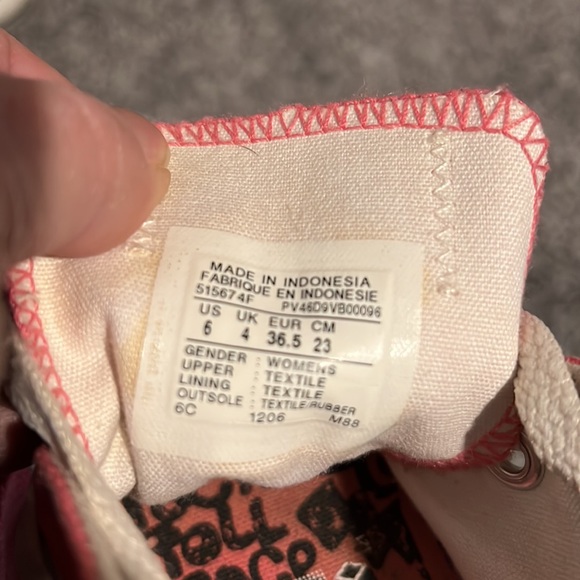 MADE IN INDONESIA
FABRIQUE EN INDONESIE
515674F PV46D9VB00096
US UK EUR CM
6 4 36.5 23
GENDER : WOMENS
UPPER : TEXTILE
LINING : TEXTILE
OUTSOLE : TEXTILE/RUBBER
6C 1206 M88